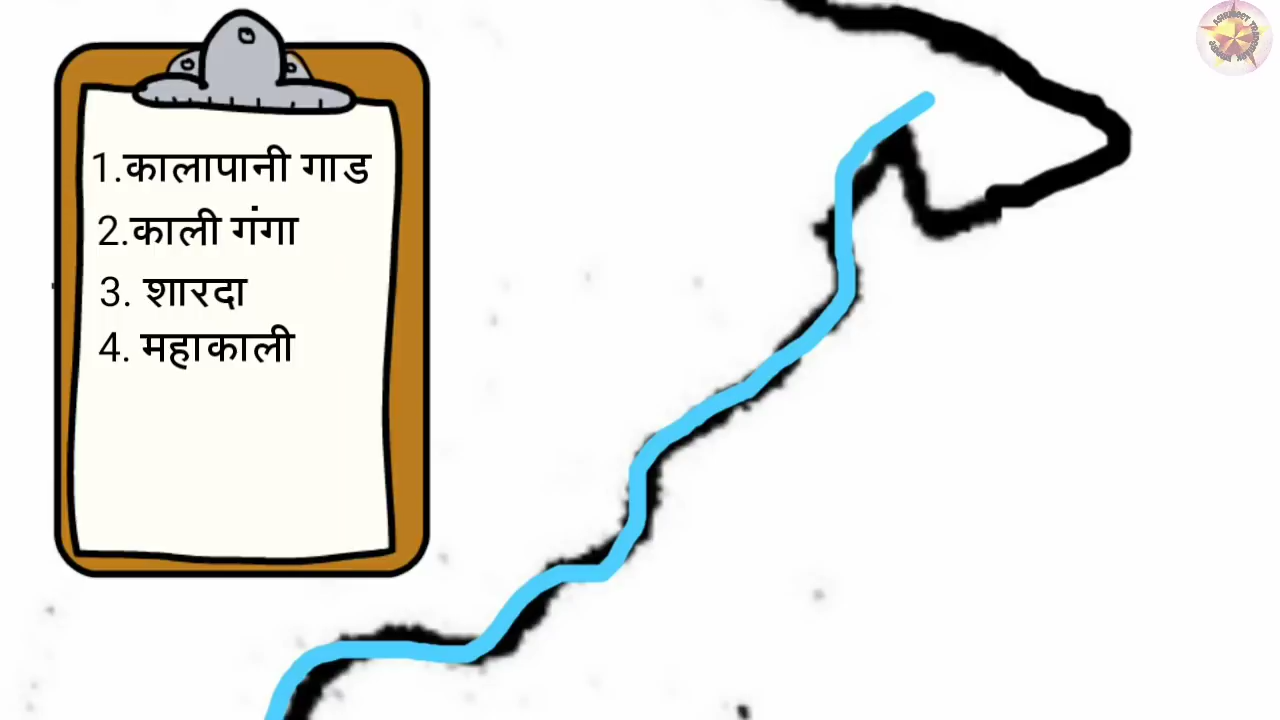 1.कालापानी गाड
2.काली गंगा
3. शारदा
4. महाकाली